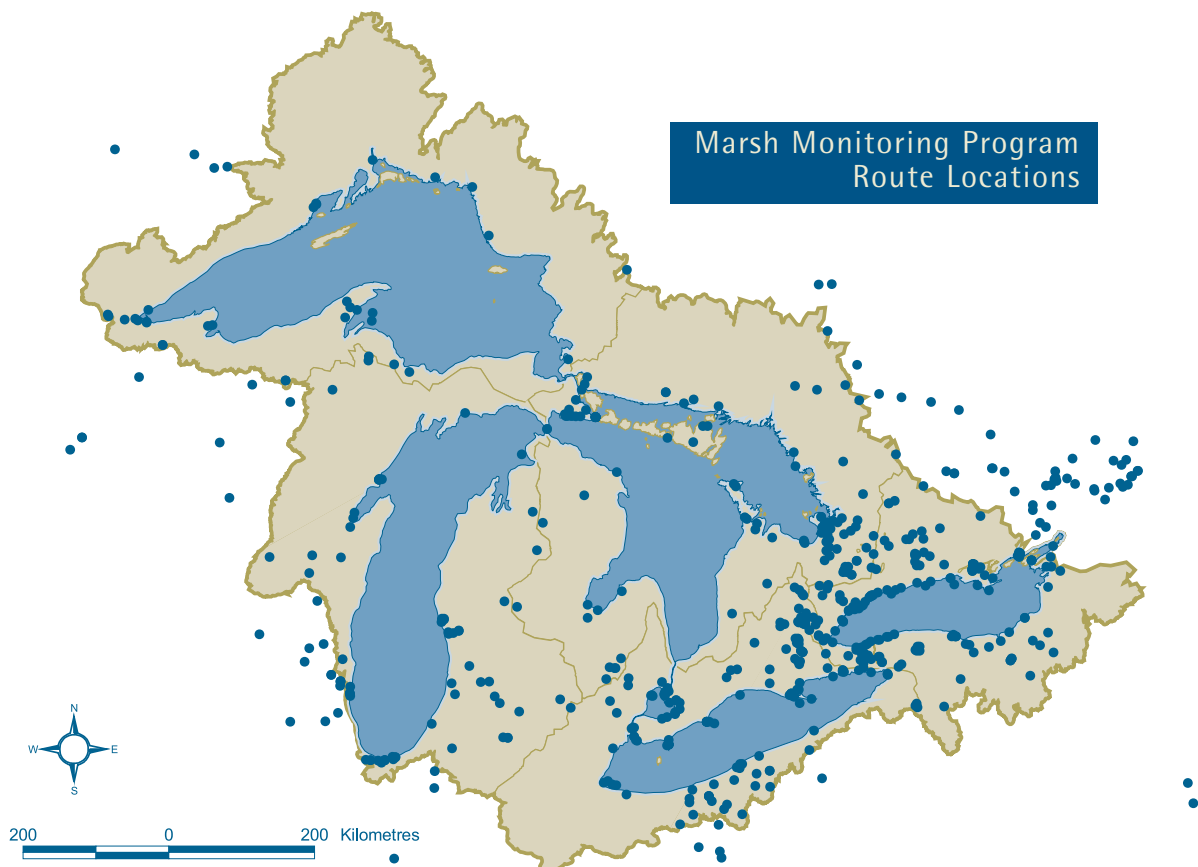 Marsh Monitoring Program
Route Locations
N
W E
S
200 0 200 Kilometres